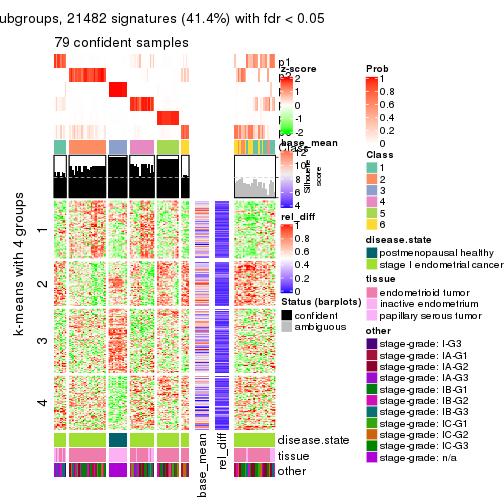 ubgroups, 21482 signatures (41.4%) with fdr < 0.05
79 confident samples
p1
z-score
2
1
0
-1
-2
base_mean
12
10
8
6
Silhouette
score
rel_diff
1
0.8
0.6
0.4
0.2
0
Status (barplots)
confident
ambiguous
k-means with 4 groups
1
2
3
4
base_mean
rel_diff
disease.state
tissue
other
Prob
1
0.8
0.6
0.4
0.2
0
Class
1
2
3
4
5
6
disease.state
postmenopausal healthy
stage I endometrial cancer
tissue
endometrioid tumor
inactive endometrium
papillary serous tumor
other
stage-grade: I-G3
stage-grade: IA-G1
stage-grade: IA-G2
stage-grade: IA-G3
stage-grade: IB-G1
stage-grade: IB-G2
stage-grade: IB-G3
stage-grade: IC-G1
stage-grade: IC-G2
stage-grade: IC-G3
stage-grade: n/a